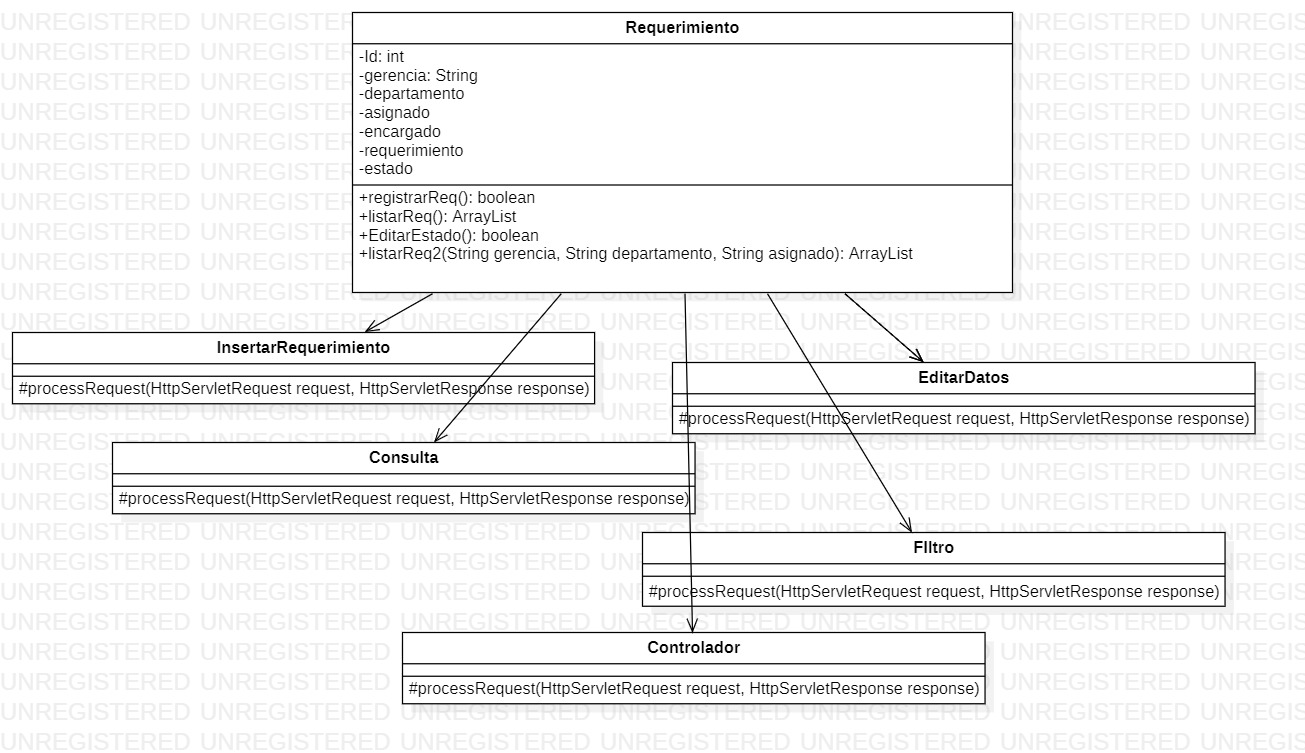 Requerimiento
-Id: int
-gerencia: String
-departamento
-asignado
-encargado
-requerimiento
-estado
+registrarReq(): boolean
+listarReq(): ArrayList
+EditarEstado(): boolean
+listarReq2(String gerencia, String departamento, String asignado): ArrayList
InsertarRequerimiento
#processRequest(HttpServletRequest request, HttpServletResponse response)
EditarDatos
#processRequest(HttpServletRequest request, HttpServletResponse response)
Consulta
#processRequest(HttpServletRequest request, HttpServletResponse response)
FIltro
#processRequest(HttpServletRequest request, HttpServletResponse response)
Controlador
#processRequest(HttpServletRequest request, HttpServletResponse response)
UNREGISTERED